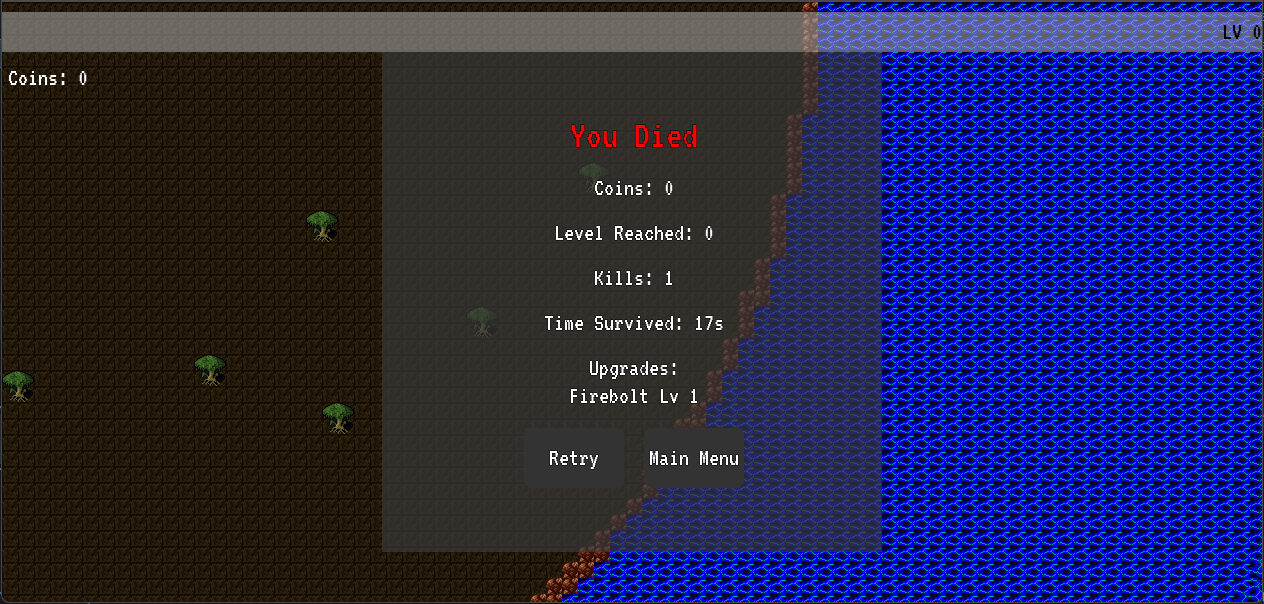 LV 0
Coins: 0
You Died
Coins: 0
Level Reached: 0
Kills: 1
Time Survived: 17s
Upgrades:
Firebolt Lv 1
Retry
Main Menu